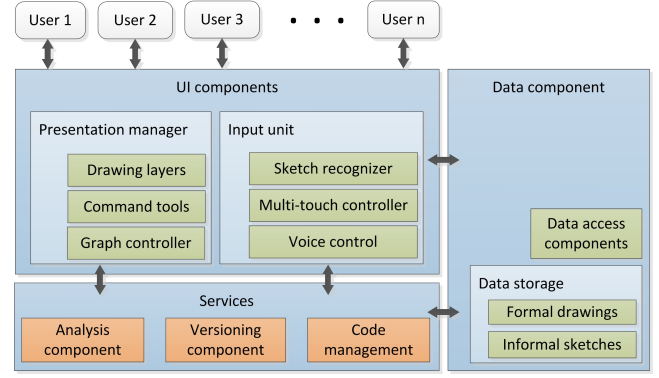 User 1
User 2
User 3
User n
UI components
Presentation manager
Drawing layers
Command tools
Graph controller
Input unit
Sketch recognizer
Multi-touch controller
Voice control
Data component
Data access
components
Data storage
Formal drawings
Informal sketches
Services
Analysis
component
Versioning
component
Code
management